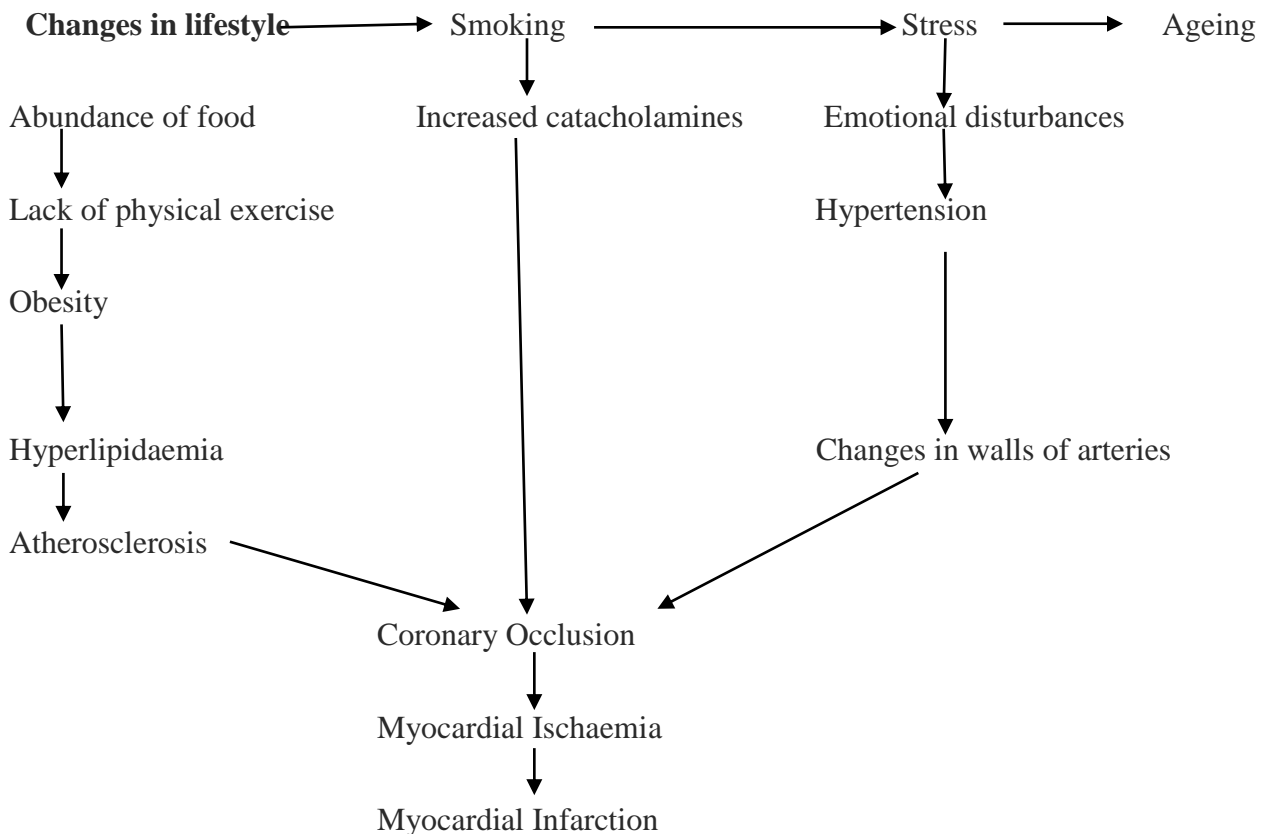 Changes in lifestyle Smoking Stress Ageing
Abundance of food Increased catacholamines Emotional disturbances
Lack of physical exercise Hypertension
Obesity
Hyperlipidaemia Changes in walls of arteries
Atherosclerosis
Coronary Occlusion
Myocardial Ischaemia
Myocardial Infarction